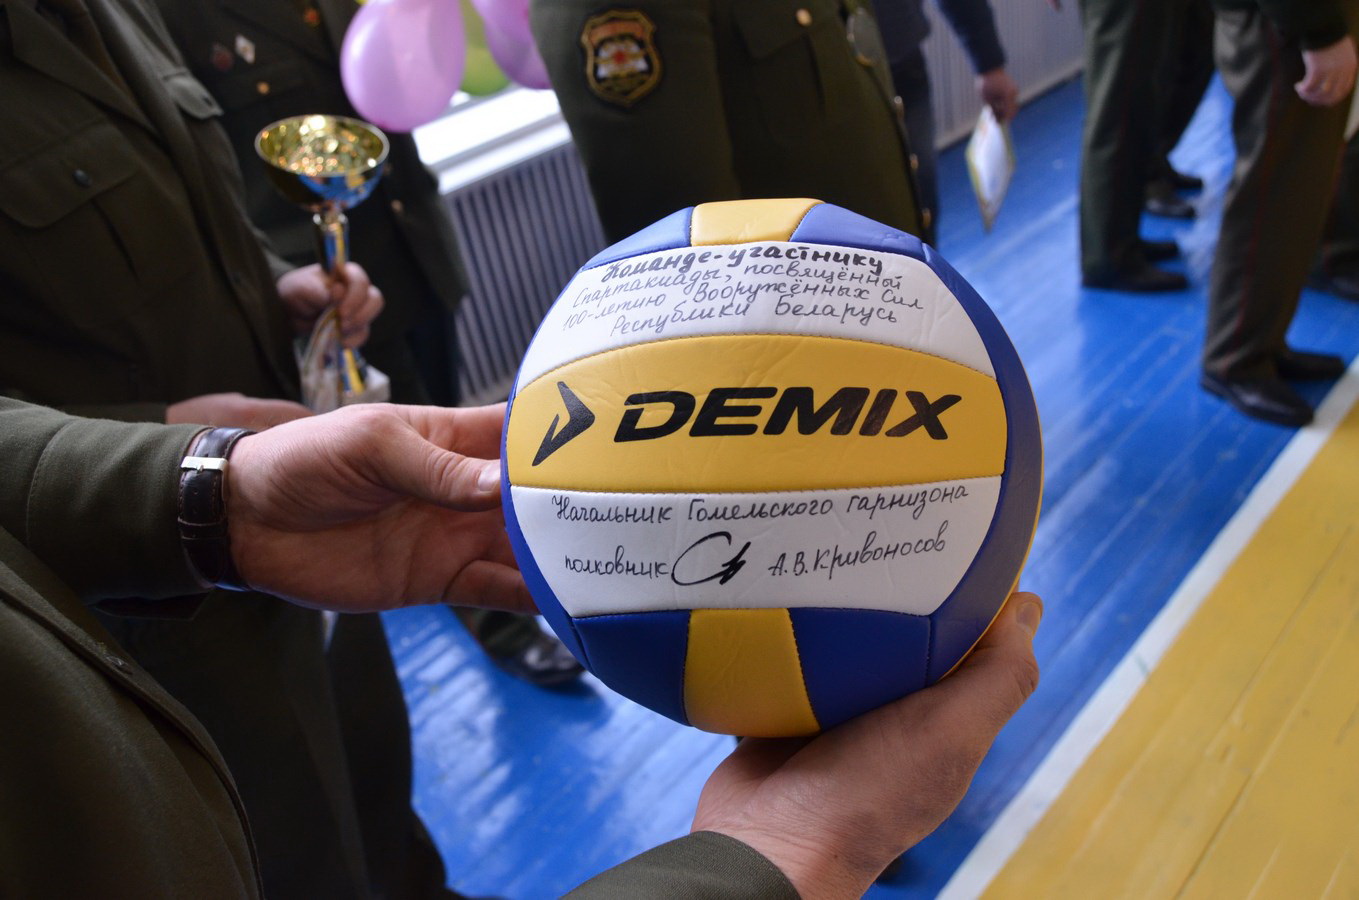 Команде-участнику
Спартакиады, посвящённой
100-летию Вооружённых Сил
Республики Беларусь
DEMIX
Начальник Гомельского гарнизона
полковник А.В. Кривоносов